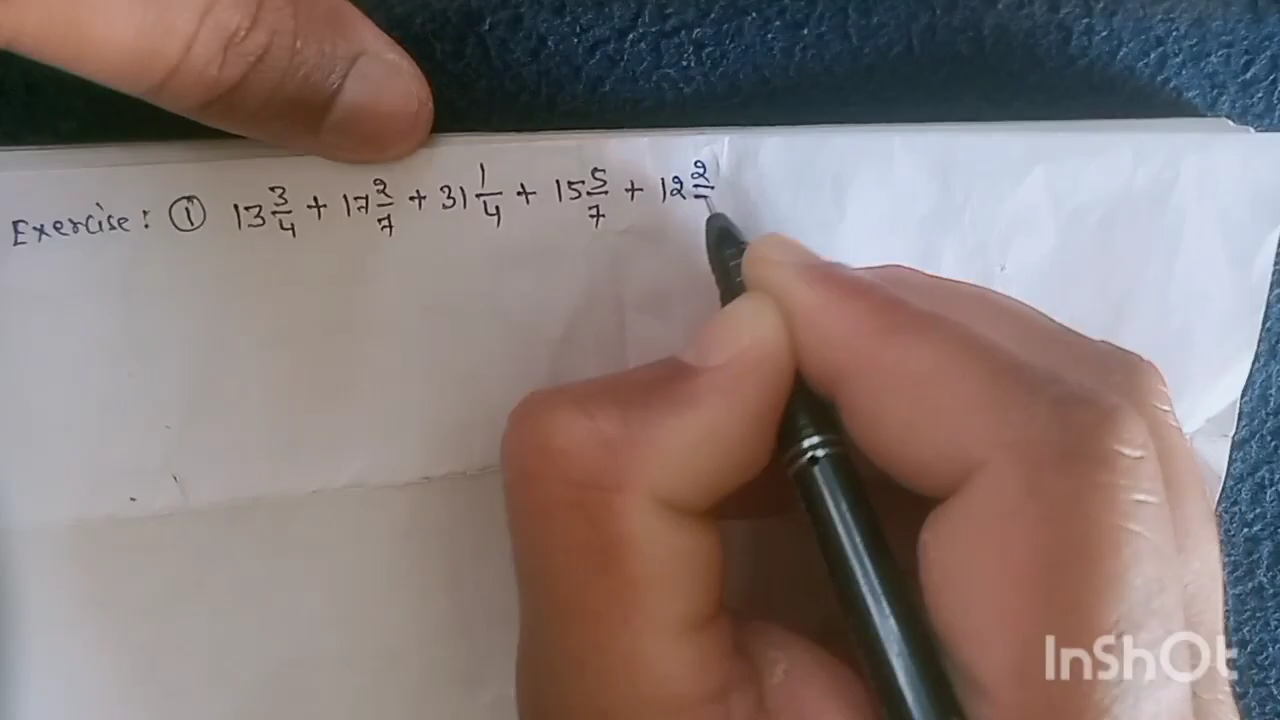 Exercise: ① 13 3/4 + 17 2/7 + 31 1/4 + 15 5/7 + 12 2/
InShOt